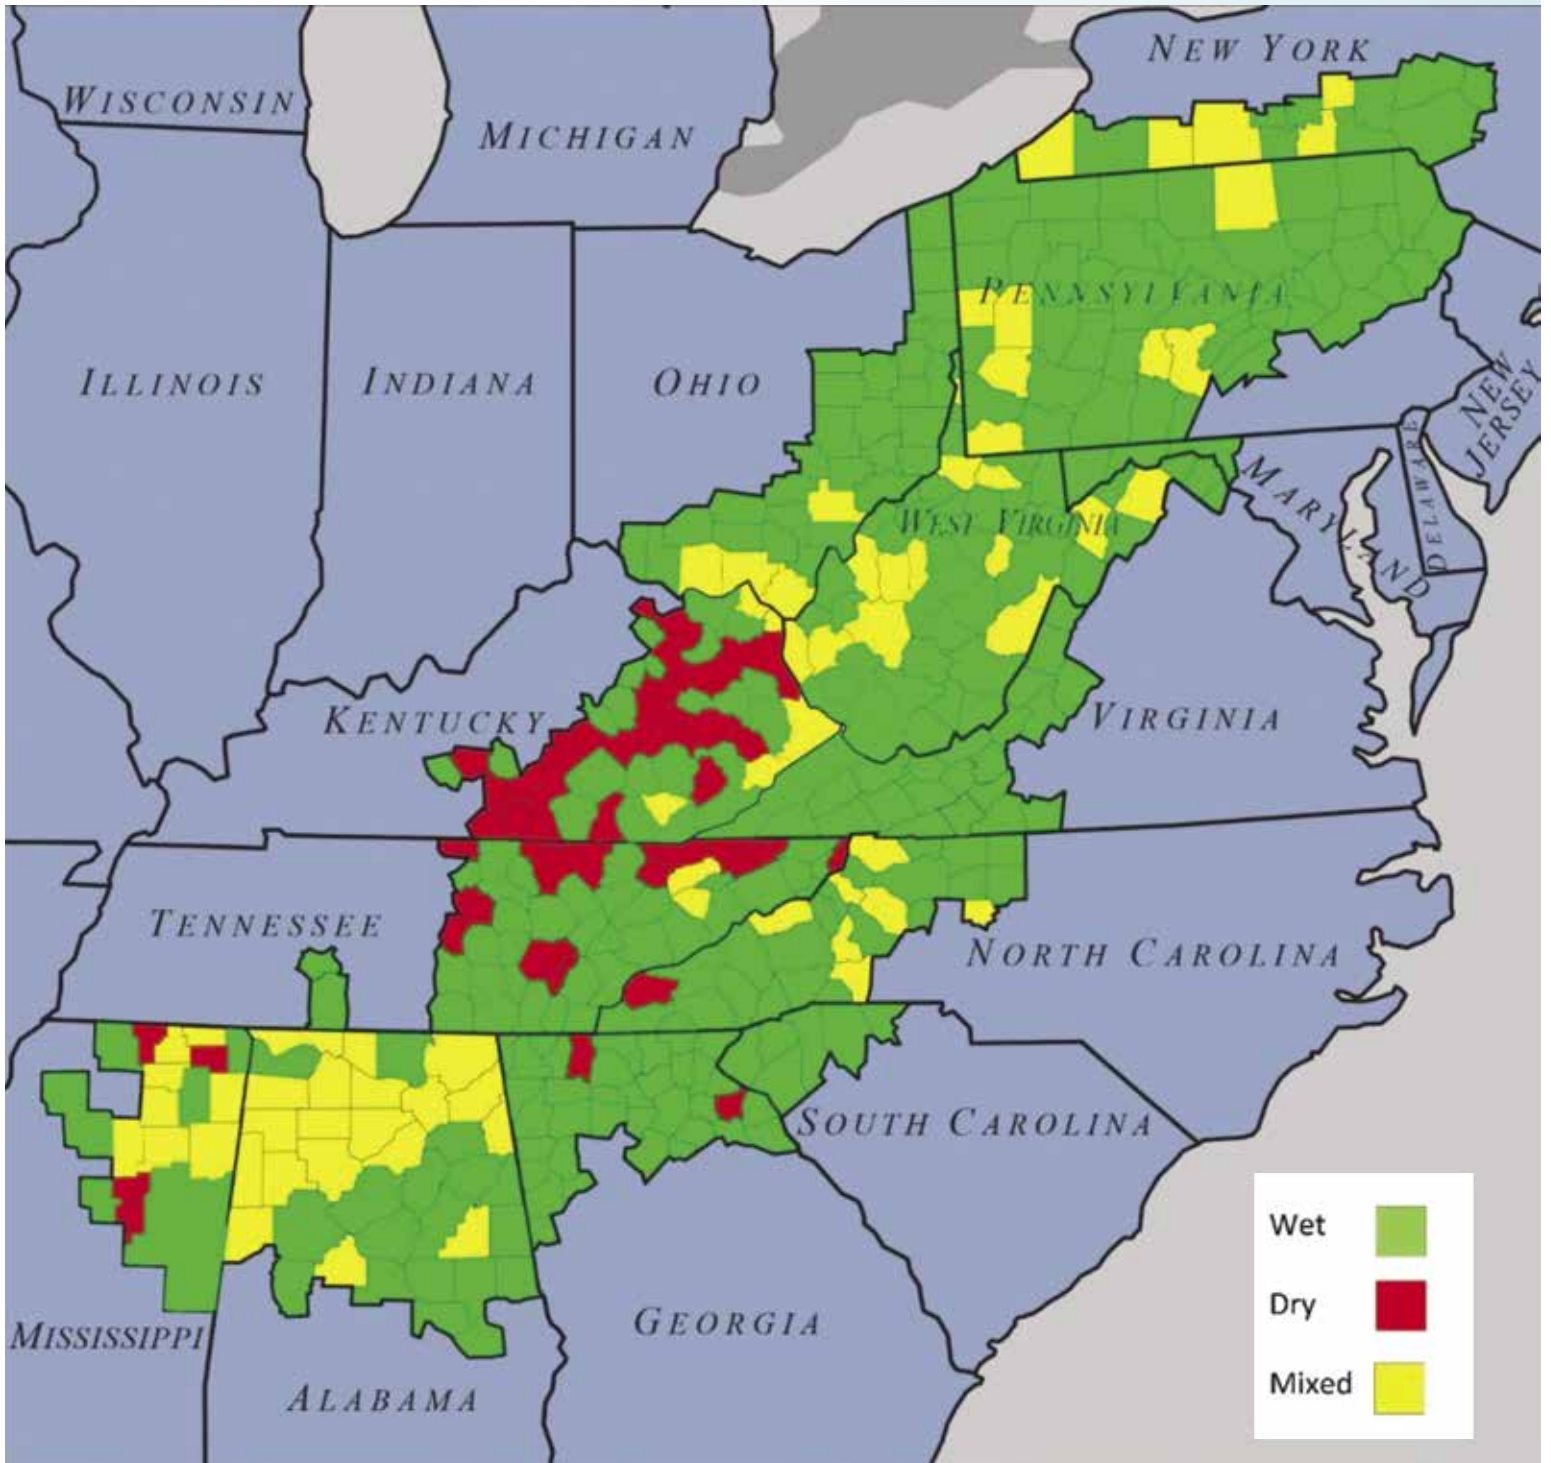 NEW YORK
WISCONSIN
MICHIGAN
PENNSYLVANIA
ILLINOIS
INDIANA
OHIO
NEW
JERSEY
DELAWARE
MARYLAND
WEST VIRGINIA
KENTUCKY
VIRGINIA
TENNESSEE
NORTH CAROLINA
SOUTH CAROLINA
MISSISSIPPI
ALABAMA
GEORGIA
Wet
Dry
Mixed